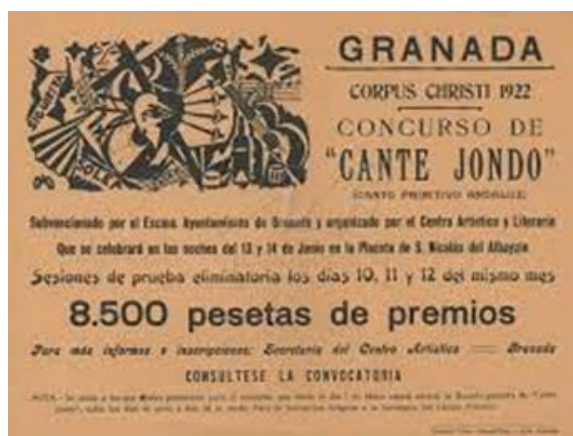 GRANADA
CORPUS CHRISTI 1922
CONCURSO DE
"CANTE JONDO"
(CANTO PRIMITIVO ANDALUZ)
SIGUIRIYA
SOLEA
Subvencionado por el Excmo. Ayuntamiento de Granada y organizado por el Centro Artístico y Literario
Que se celebrará en las noches del 13 y 14 de Junio en la Placeta de S. Nicolás del Albayzín
Sesiones de prueba eliminatoria los días 10, 11 y 12 del mismo mes
8.500 pesetas de premios
Para más informes e inscripciones: Secretaría del Centro Artístico Granada
CONSULTESE LA CONVOCATORIA